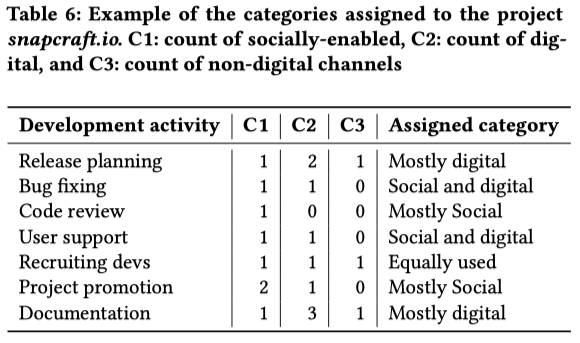 Table 6: Example of the categories assigned to the project
snapcraft.io. C1: count of socially-enabled, C2: count of dig-
ital, and C3: count of non-digital channels
Development activity C1 C2 C3 Assigned category
Release planning 1 2 1 Mostly digital
Bug fixing 1 1 0 Social and digital
Code review 1 0 0 Mostly Social
User support 1 1 0 Social and digital
Recruiting devs 1 1 1 Equally used
Project promotion 2 1 0 Mostly Social
Documentation 1 3 1 Mostly digital